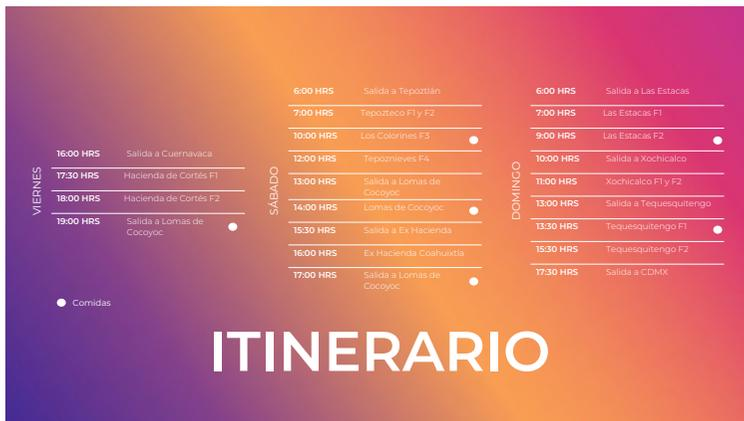 VIERNES
16:00 HRS Salida a Cuernavaca
17:30 HRS Hacienda de Cortés F1
18:00 HRS Hacienda de Cortés F2
19:00 HRS Salida a Lomas de
Cocoyoc
Comidas
SÁBADO
6:00 HRS Salida a Tepoztlán
7:00 HRS Tepozteco F1 y F2
10:00 HRS Los Colorines F3
12:00 HRS Tepoznieves F4
13:00 HRS Salida a Lomas de
Cocoyoc
14:00 HRS Lomas de Cocoyoc
15:30 HRS Salida a Ex Hacienda
16:00 HRS Ex Hacienda Coahuixtla
17:00 HRS Salida a Lomas de
Cocoyoc
DOMINGO
6:00 HRS Salida a Las Estacas
7:00 HRS Las Estacas F1
9:00 HRS Las Estacas F2
10:00 HRS Salida a Xochicalco
11:00 HRS Xochicalco F1 y F2
13:00 HRS Salida a Tequesquitengo
13:30 HRS Tequesquitengo F1
15:30 HRS Tequesquitengo F2
17:30 HRS Salida a CDMX
ITINERARIO